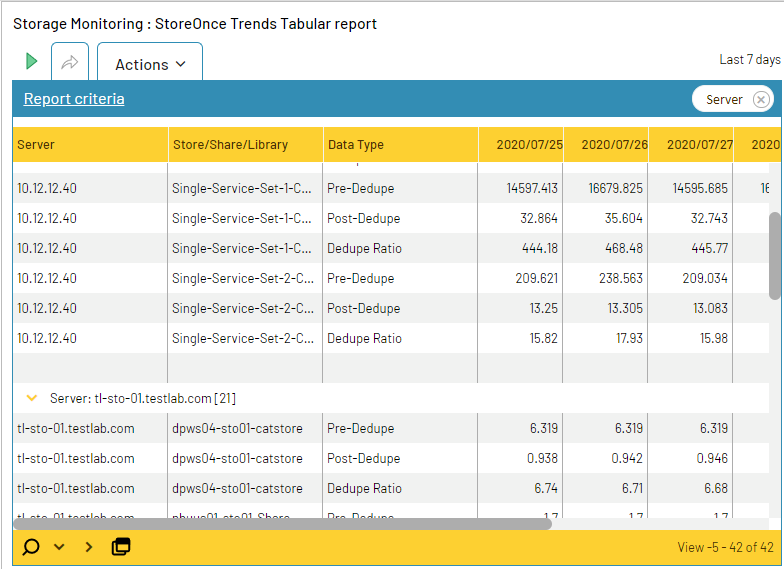 Storage Monitoring : StoreOnce Trends Tabular report
Actions
Last 7 days
Report criteria
Server
Server Store/Share/Library Data Type 2020/07/25 2020/07/26 2020/07/27 2020
10.12.12.40 Single-Service-Set-1-C... Pre-Dedupe 14597.413 16679.825 14595.685
10.12.12.40 Single-Service-Set-1-C... Post-Dedupe 32.864 35.604 32.743
10.12.12.40 Single-Service-Set-1-C... Dedupe Ratio 444.18 468.48 445.77
10.12.12.40 Single-Service-Set-2-C... Pre-Dedupe 209.621 238.563 209.034
10.12.12.40 Single-Service-Set-2-C... Post-Dedupe 13.25 13.305 13.083
10.12.12.40 Single-Service-Set-2-C... Dedupe Ratio 15.82 17.93 15.98
Server: tl-sto-01.testlab.com [21]
tl-sto-01.testlab.com dpws04-sto01-catstore Pre-Dedupe 6.319 6.319 6.319
tl-sto-01.testlab.com dpws04-sto01-catstore Post-Dedupe 0.938 0.942 0.946
tl-sto-01.testlab.com dpws04-sto01-catstore Dedupe Ratio 6.74 6.71 6.68
tl-sto-01.testlab.com Pre-Dedupe 1.7 1.7 1.7
View -5 - 42 of 42